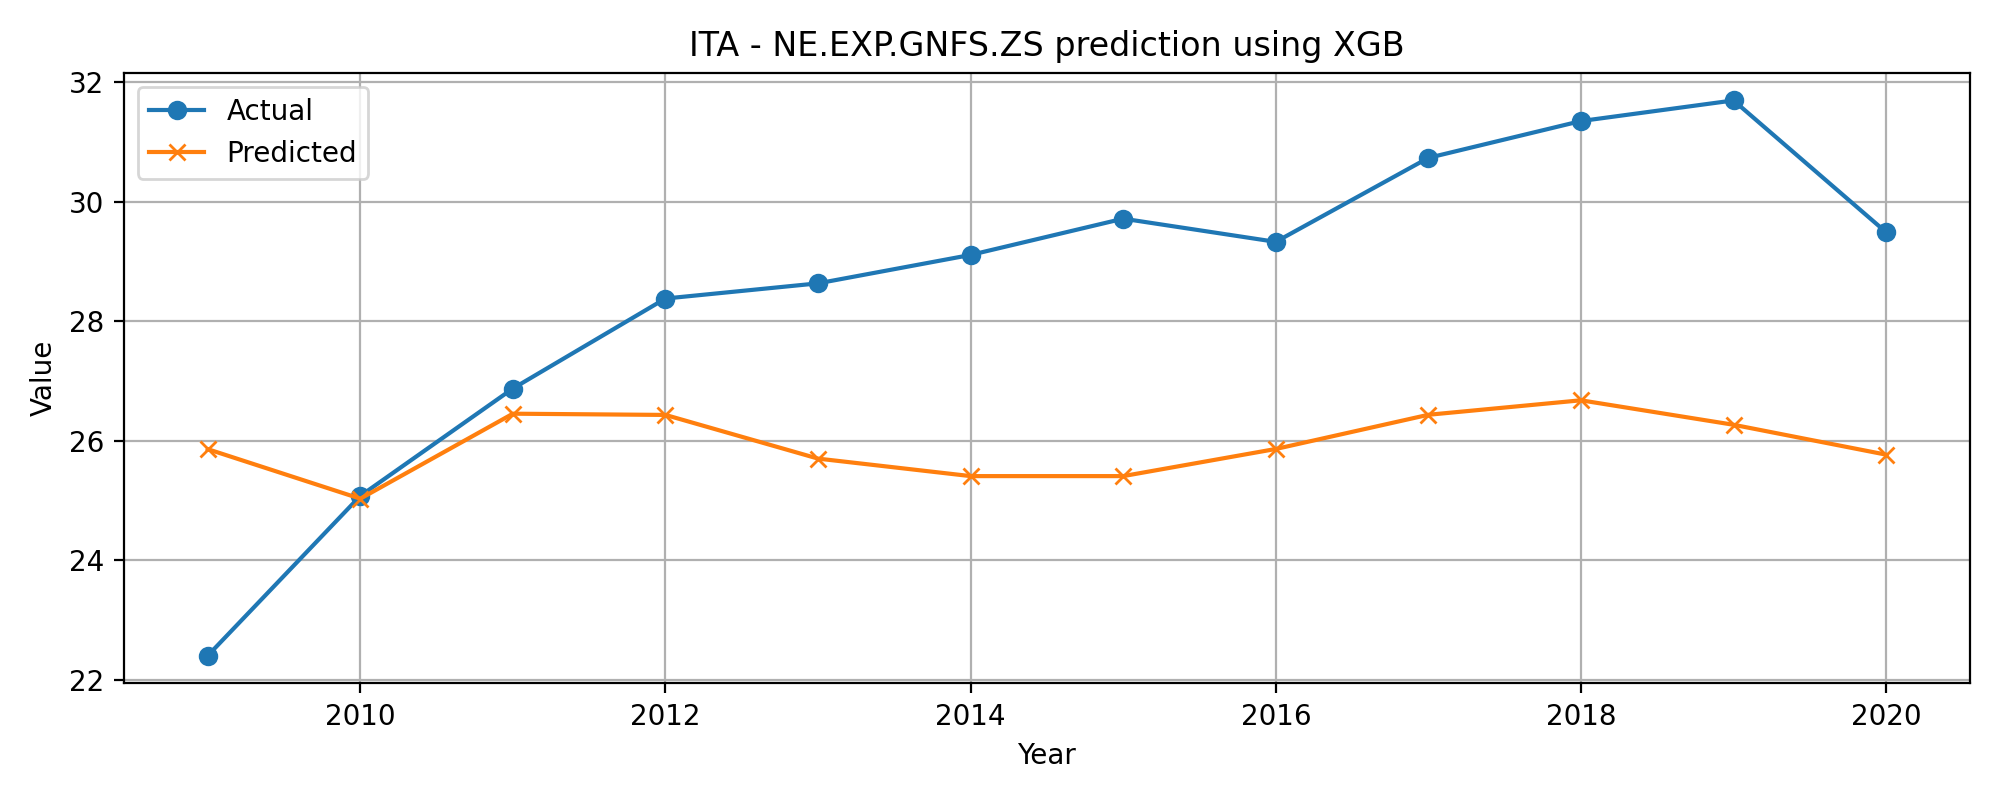 ITA - NE.EXP.GNFS.ZS prediction using XGB
32
30
28
26
24
22
Value
Actual
Predicted
2010
2012
2014
2016
2018
2020
Year